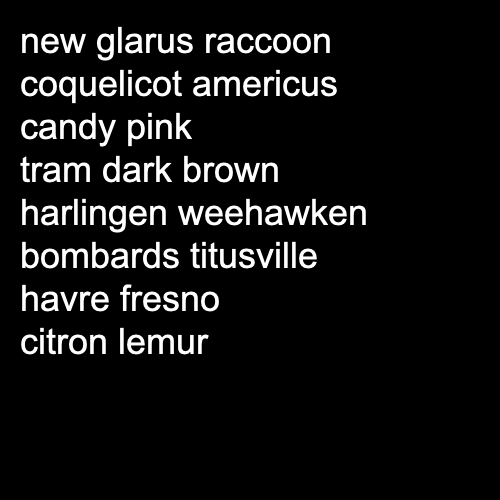 new glarus raccoon
coquelicot americus
candy pink
tram dark brown
harlingen weehawken
bombards titusville
havre fresno
citron lemur